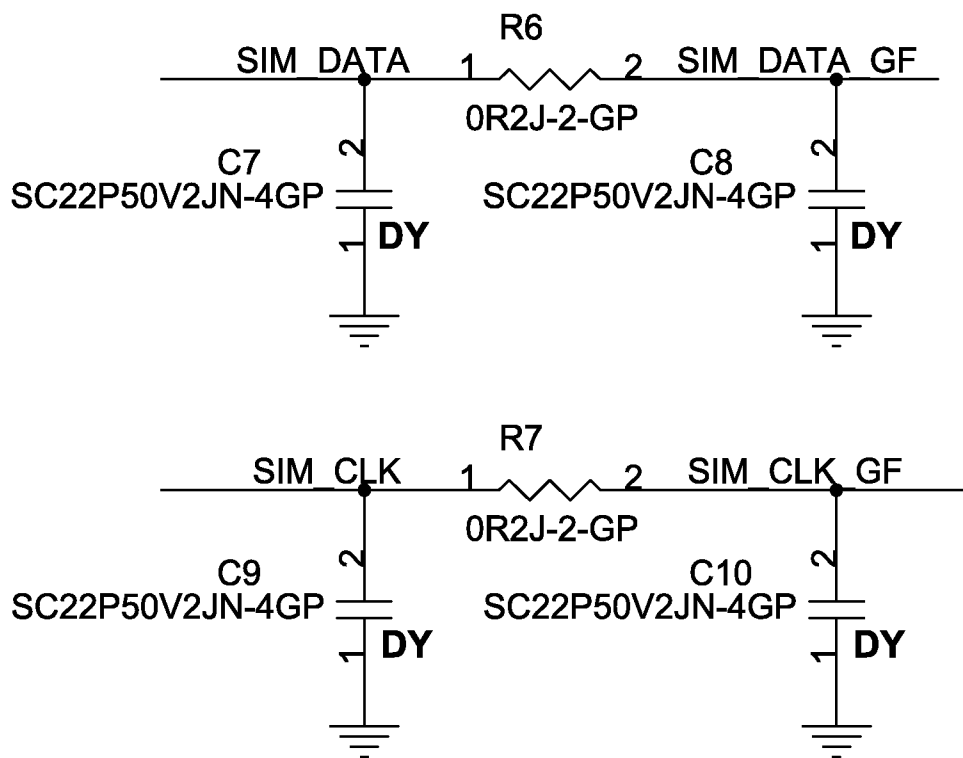 R6
SIM_DATA 1 2 SIM_DATA_GF
0R2J-2-GP
2 2
C7 C8
SC22P50V2JN-4GP SC22P50V2JN-4GP
1 DY 1 DY
R7
SIM_CLK 1 2 SIM_CLK_GF
0R2J-2-GP
2 2
C9 C10
SC22P50V2JN-4GP SC22P50V2JN-4GP
1 DY 1 DY